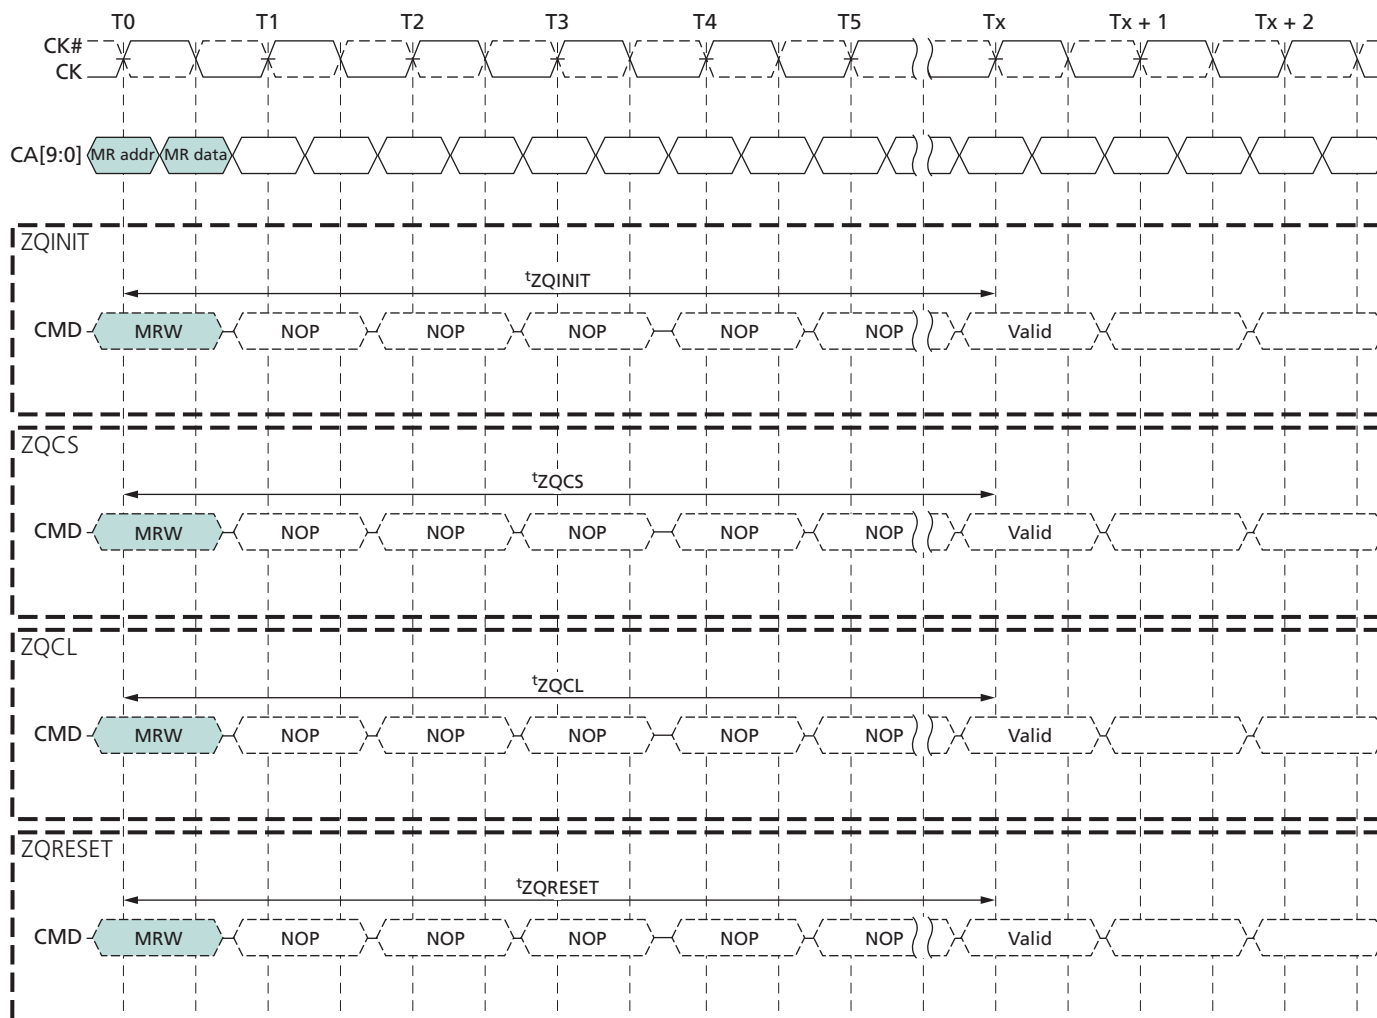 T0 T1 T2 T3 T4 T5 Tx Tx + 1 Tx + 2
CK#
CK
CA[9:0] MR addr MR data
ZQINIT
tZQINIT
CMD MRW NOP NOP NOP NOP NOP Valid
ZQCS
tZQCS
CMD MRW NOP NOP NOP NOP NOP Valid
ZQCL
tZQCL
CMD MRW NOP NOP NOP NOP NOP Valid
ZQRESET
tZQRESET
CMD MRW NOP NOP NOP NOP NOP Valid